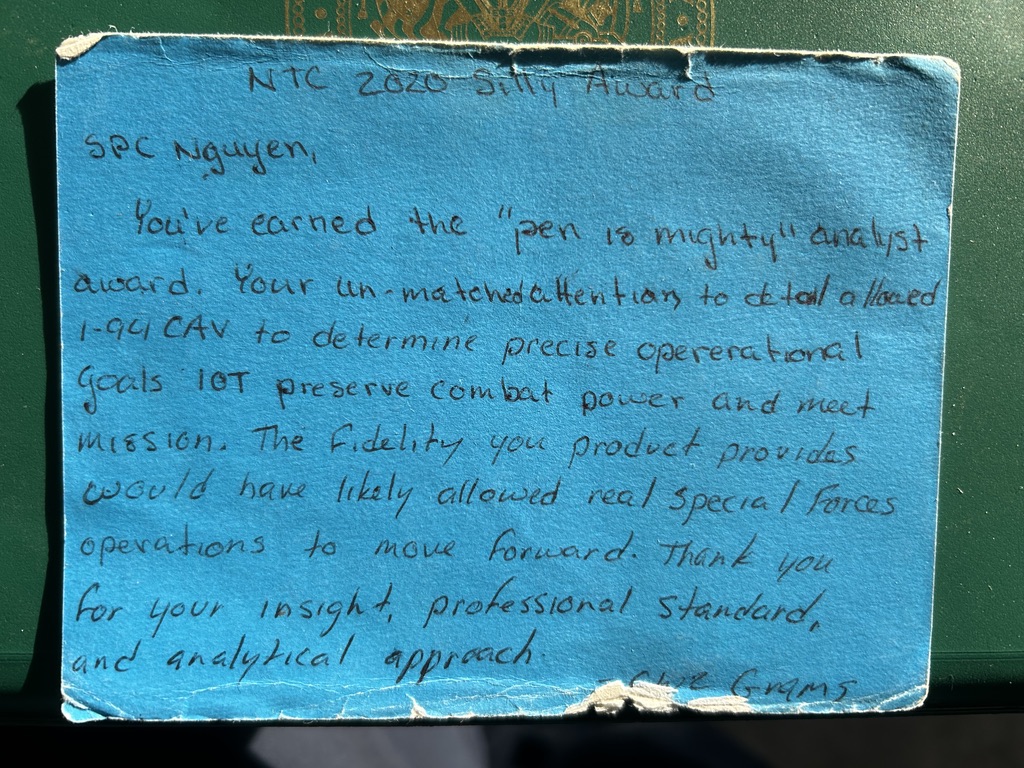 NTC 2020 Silly Award
SPC Nguyen,
You've earned the "pen is mighty" analyst
award. Your un-matched attention to detail allowed
1-94 CAV to determine precise opererational
Goals IOT preserve combat power and meet
mission. The fidelity you product provides
would have likely allowed real Special Forces
operations to move forward. Thank you
for your insight, professional standard,
and analytical approach.
CW2 Grams